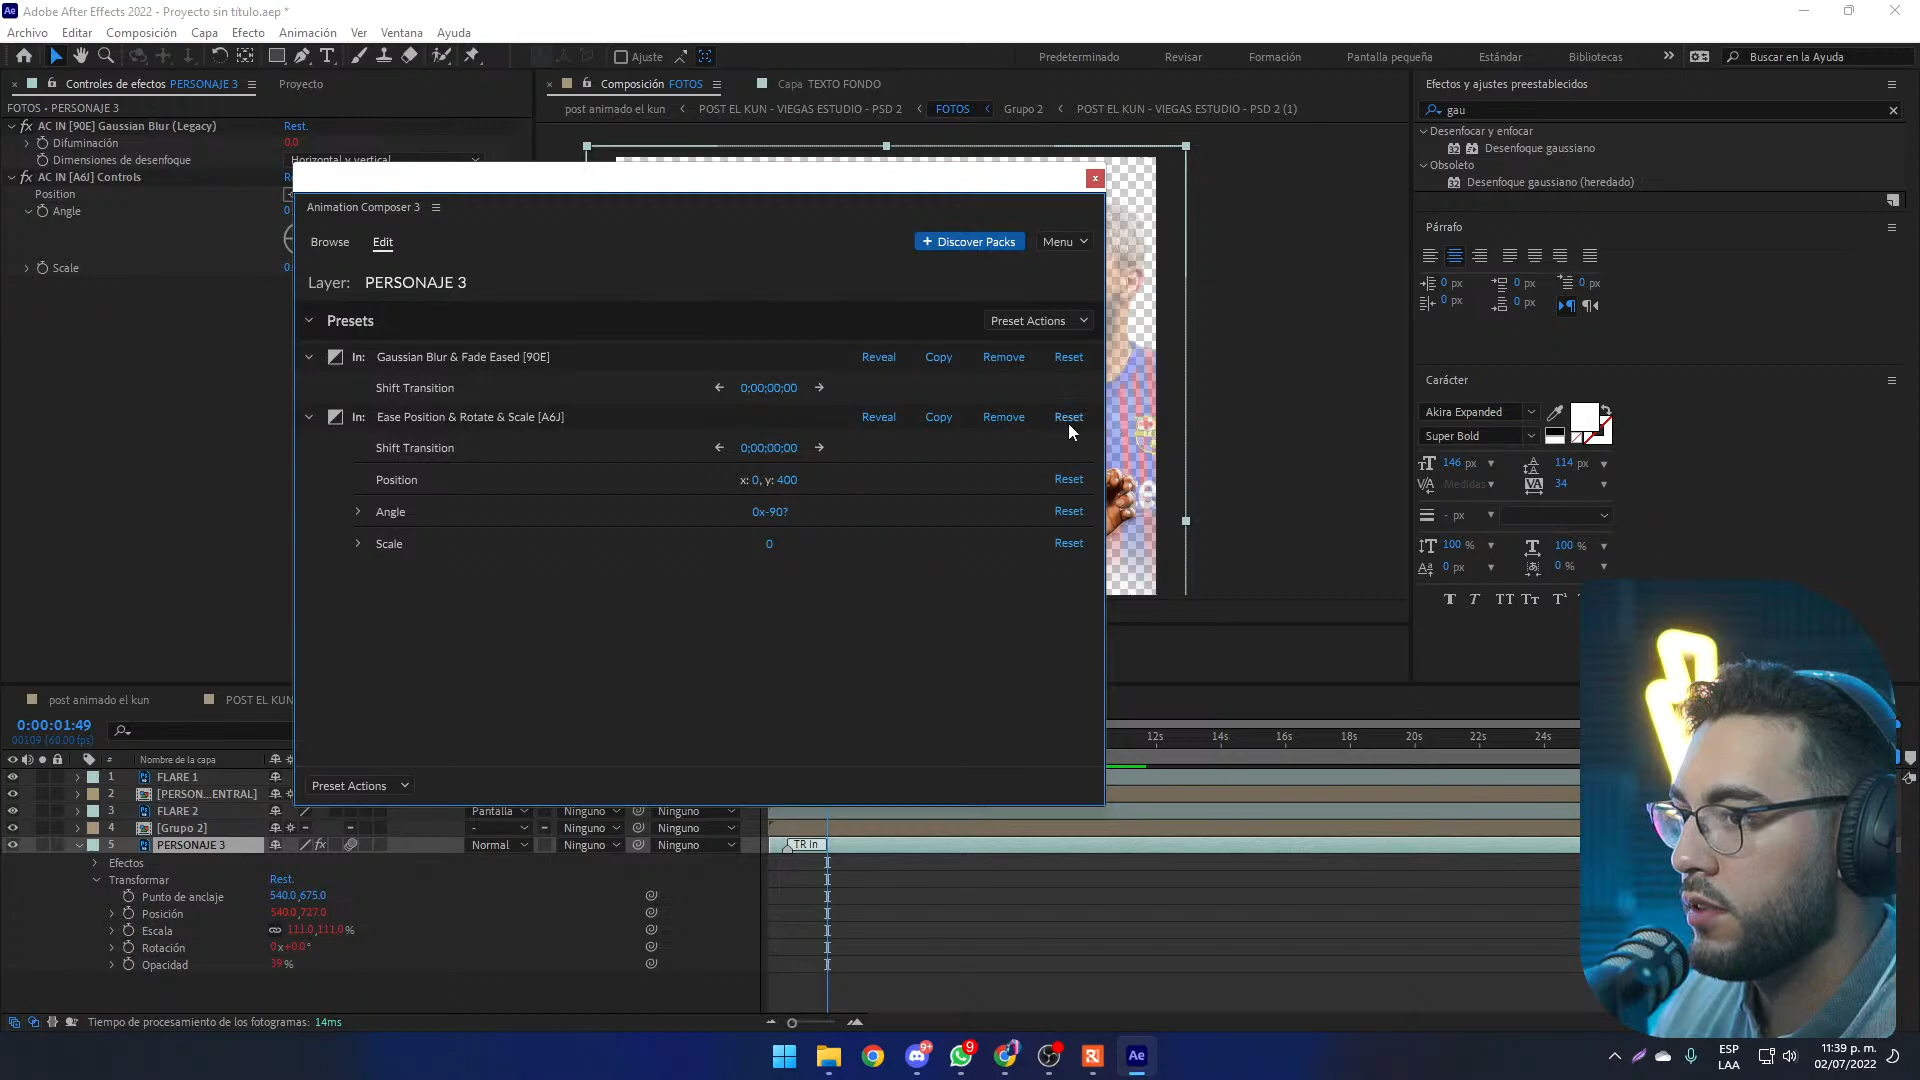 Adobe After Effects 2022 - Proyecto sin título.aep *
Archivo Editar Composición Capa Efecto Animación Ver Ventana Ayuda
Ajuste Predeterminado Revisar Formación Pantalla pequeña Estándar Bibliotecas Buscar en la Ayuda
Controles de efectos PERSONAJE 3 Proyecto
FOTOS • PERSONAJE 3
AC IN [90E] Gaussian Blur (Legacy) Rest.
Difuminación 0.0
Dimensiones de desenfoque Horizontal y vertical
AC IN [A6J] Controls
Position
Angle
Scale
Composición FOTOS Capa TEXTO FONDO
post animado el kun POST EL KUN - VIEGAS ESTUDIO - PSD 2 FOTOS Grupo 2 POST EL KUN - VIEGAS ESTUDIO - PSD 2 (1)
Animation Composer 3
Browse Edit + Discover Packs Menu
Layer: PERSONAJE 3
Presets Preset Actions
In: Gaussian Blur & Fade Eased [90E] Reveal Copy Remove Reset
Shift Transition 0;00;00;00
In: Ease Position & Rotate & Scale [A6J] Reveal Copy Remove Reset
Shift Transition 0;00;00;00
Position x: 0, y: 400 Reset
Angle 0x-90? Reset
Scale 0 Reset
Preset Actions
Efectos y ajustes preestablecidos
gau
Desenfocar y enfocar
Desenfoque gaussiano
Obsoleto
Desenfoque gaussiano (heredado)
Párrafo
0 px 0 px 0 px
0 px 0 px
Carácter
Akira Expanded
Super Bold
146 px 114 px
Medidas 34
- px
100 % 100 %
0 px 0 %
T T TT Tt T¹
post animado el kun POST EL KUN
0:00:01:49
00109 (60.00 fps)
# Nombre de la capa
12s 14s 16s 18s 20s 22s 24s
1 FLARE 1
2 [PERSON...ENTRAL]
3 FLARE 2 Pantalla Ninguno Ninguno
4 [Grupo 2] - Ninguno Ninguno
5 PERSONAJE 3 Normal Ninguno Ninguno TR In
Efectos
Transformar Rest.
Punto de anclaje 540.0,675.0
Posición 540.0,727.0
Escala 111.0,111.0%
Rotación 0x+0.0°
Opacidad 39%
Tiempo de procesamiento de los fotogramas: 14ms
9+ 9 Ae ESP LAA 11:39 p. m. 02/07/2022